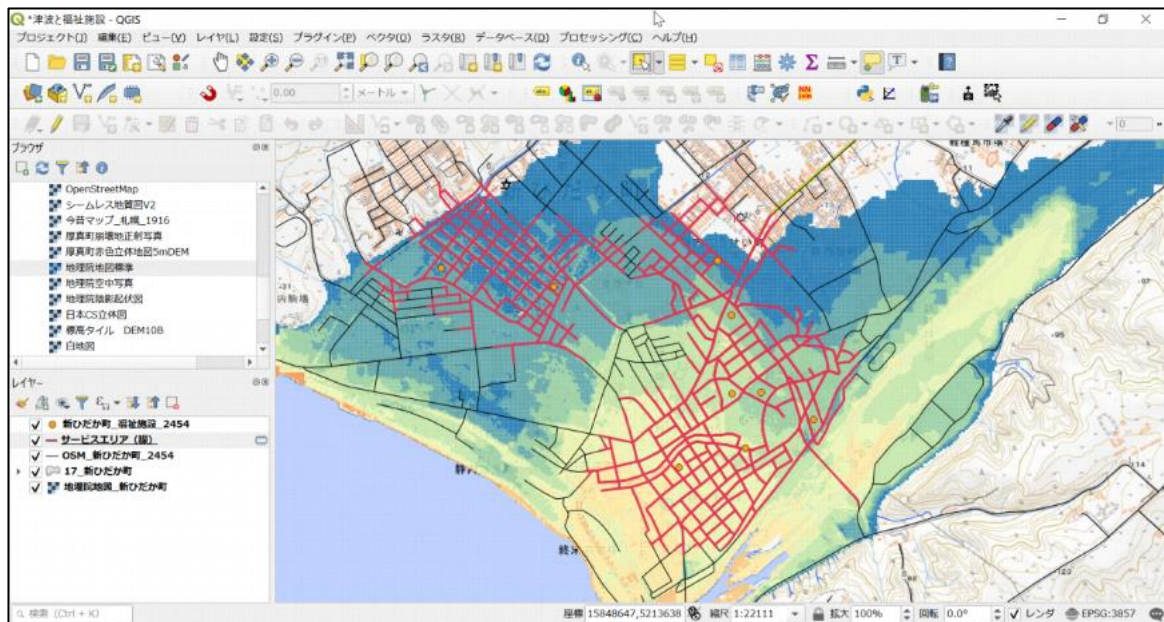 *津波と福祉施設 - QGIS
プロジェクト(J) 編集(E) ビュー(V) レイヤ(L) 設定(S) プラグイン(P) ベクタ(O) ラスタ(R) データベース(D) プロセッシング(C) ヘルプ(H)
0.00 メートル
ブラウザ
OpenStreetMap
シームレス地質図V2
今昔マップ_札幌_1916
厚真町崩壊地正射写真
厚真町赤色立体地図5mDEM
地理院地図標準
地理院空中写真
地理院陰影起伏図
日本CS立体図
標高タイル DEM10B
白地図
レイヤー
新ひだか町_福祉施設_2454
サービスエリア（線）
OSM_新ひだか町_2454
17_新ひだか町
地理院地図_新ひだか町
検索 (Ctrl + K)
座標 15848647,5213638 縮尺 1:22111 拡大 100% 回転 0.0° レンダ EPSG:3857